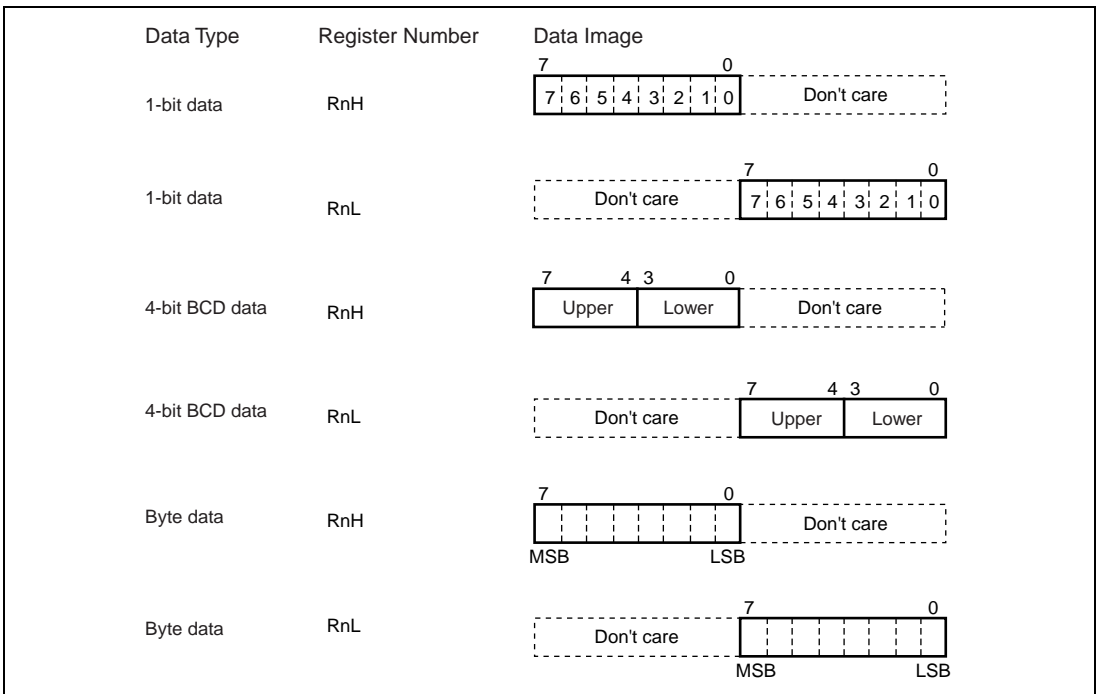 Data Type Register Number Data Image
7 0
1-bit data RnH 7 6 5 4 3 2 1 0 Don't care
7 0
1-bit data RnL Don't care 7 6 5 4 3 2 1 0
7 4 3 0
4-bit BCD data RnH Upper Lower Don't care
7 4 3 0
4-bit BCD data RnL Don't care Upper Lower
7 0
Byte data RnH Don't care
MSB LSB
7 0
Byte data RnL Don't care
MSB LSB